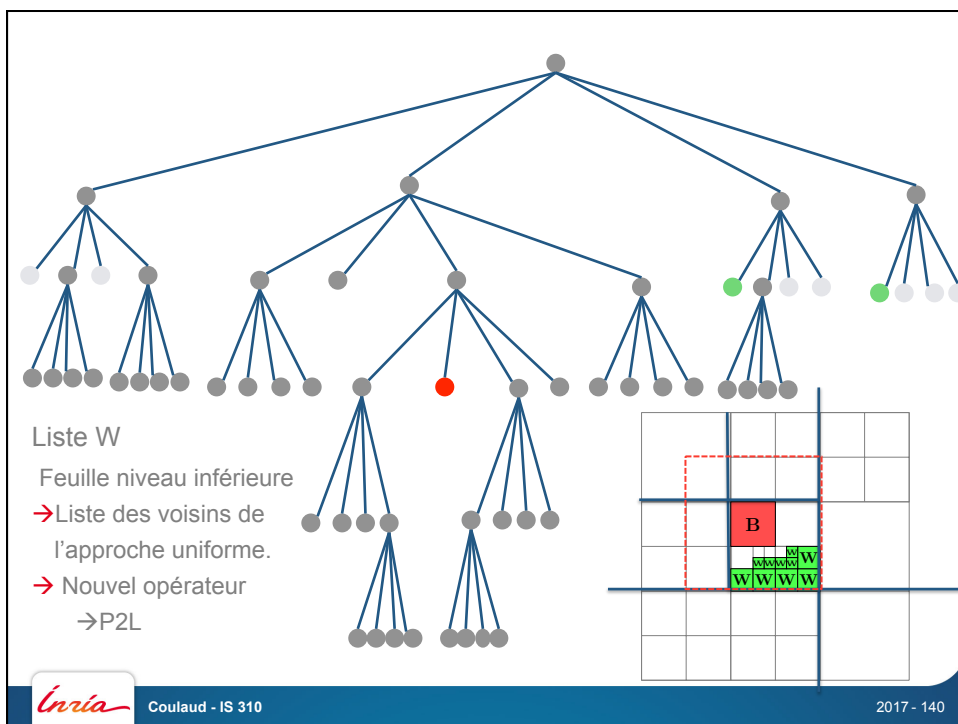 Liste W
Feuille niveau inférieure
→Liste des voisins de
l'approche uniforme.
→ Nouvel opérateur
→P2L
B
W
W W W W W
W W W W
Inria
Coulaud - IS 310
2017 - 140